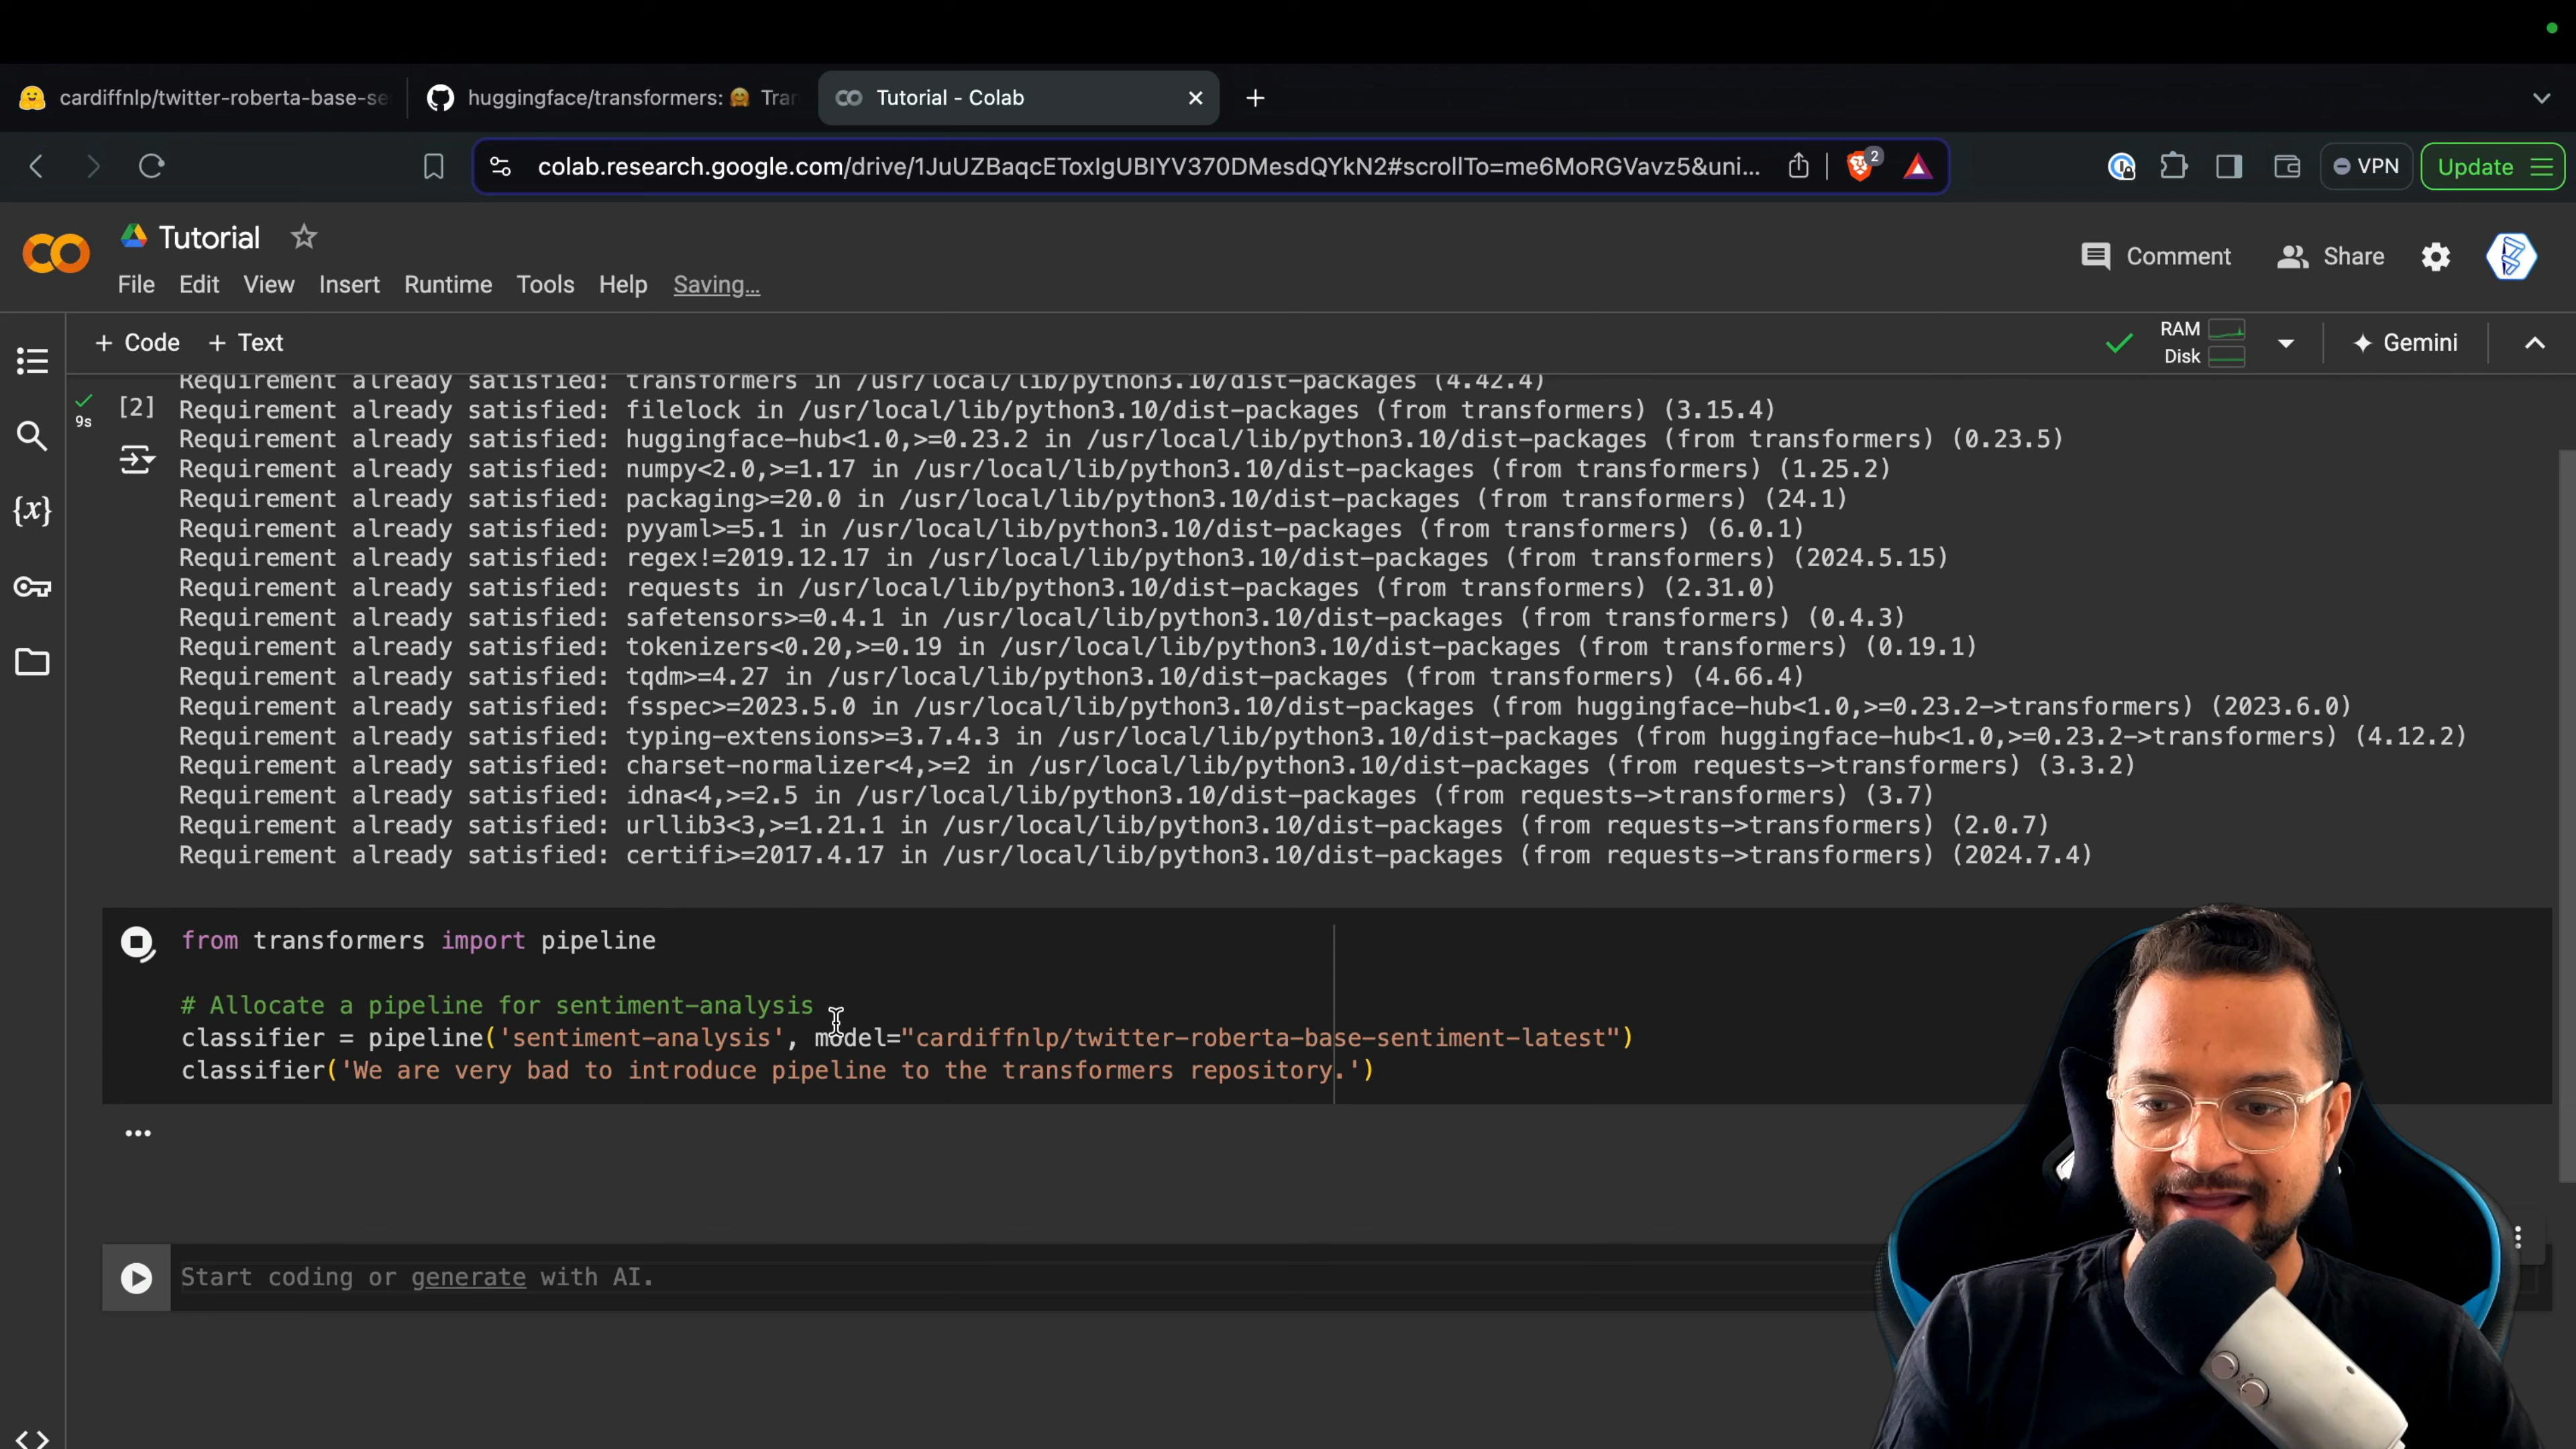 cardiffnlp/twitter-roberta-base-se
huggingface/transformers: 🤗 Tran
Tutorial - Colab
colab.research.google.com/drive/1JuUZBaqcEToxIgUBIYV370DMesdQYkN2#scrollTo=me6MoRGVavz5&uni...
2
VPN
Update
Tutorial
Comment
Share
File Edit View Insert Runtime Tools Help Saving…
+ Code + Text
RAM
Disk
Gemini
Requirement already satisfied: transformers in /usr/local/lib/python3.10/dist-packages (4.42.4)
[2]
9s
Requirement already satisfied: filelock in /usr/local/lib/python3.10/dist-packages (from transformers) (3.15.4)
Requirement already satisfied: huggingface-hub<1.0,>=0.23.2 in /usr/local/lib/python3.10/dist-packages (from transformers) (0.23.5)
Requirement already satisfied: numpy<2.0,>=1.17 in /usr/local/lib/python3.10/dist-packages (from transformers) (1.25.2)
Requirement already satisfied: packaging>=20.0 in /usr/local/lib/python3.10/dist-packages (from transformers) (24.1)
Requirement already satisfied: pyyaml>=5.1 in /usr/local/lib/python3.10/dist-packages (from transformers) (6.0.1)
Requirement already satisfied: regex!=2019.12.17 in /usr/local/lib/python3.10/dist-packages (from transformers) (2024.5.15)
Requirement already satisfied: requests in /usr/local/lib/python3.10/dist-packages (from transformers) (2.31.0)
Requirement already satisfied: safetensors>=0.4.1 in /usr/local/lib/python3.10/dist-packages (from transformers) (0.4.3)
Requirement already satisfied: tokenizers<0.20,>=0.19 in /usr/local/lib/python3.10/dist-packages (from transformers) (0.19.1)
Requirement already satisfied: tqdm>=4.27 in /usr/local/lib/python3.10/dist-packages (from transformers) (4.66.4)
Requirement already satisfied: fsspec>=2023.5.0 in /usr/local/lib/python3.10/dist-packages (from huggingface-hub<1.0,>=0.23.2->transformers) (2023.6.0)
Requirement already satisfied: typing-extensions>=3.7.4.3 in /usr/local/lib/python3.10/dist-packages (from huggingface-hub<1.0,>=0.23.2->transformers) (4.12.2)
Requirement already satisfied: charset-normalizer<4,>=2 in /usr/local/lib/python3.10/dist-packages (from requests->transformers) (3.3.2)
Requirement already satisfied: idna<4,>=2.5 in /usr/local/lib/python3.10/dist-packages (from requests->transformers) (3.7)
Requirement already satisfied: urllib3<3,>=1.21.1 in /usr/local/lib/python3.10/dist-packages (from requests->transformers) (2.0.7)
Requirement already satisfied: certifi>=2017.4.17 in /usr/local/lib/python3.10/dist-packages (from requests->transformers) (2024.7.4)
from transformers import pipeline
# Allocate a pipeline for sentiment-analysis
classifier = pipeline('sentiment-analysis', model="cardiffnlp/twitter-roberta-base-sentiment-latest")
classifier('We are very bad to introduce pipeline to the transformers repository.')
Start coding or generate with AI.